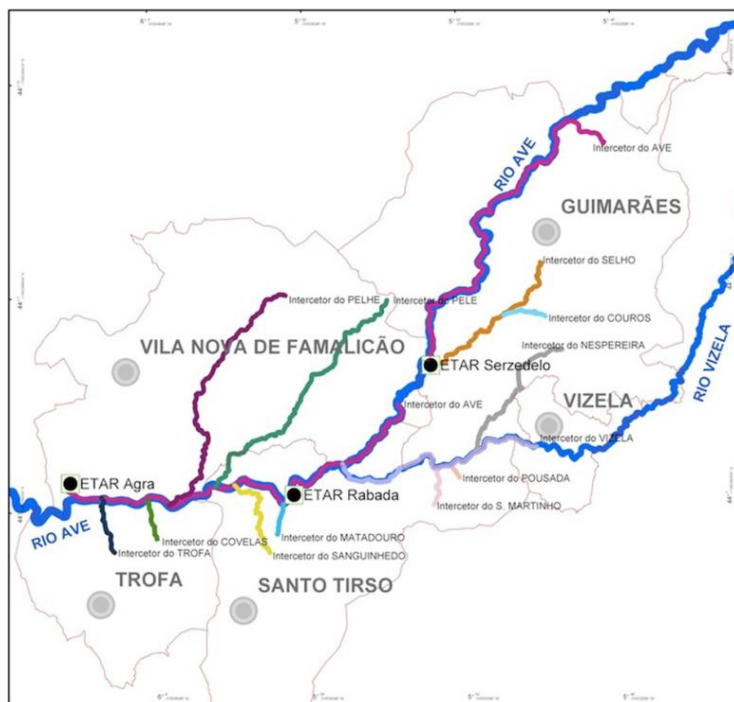 RIO AVE
Intercetor do AVE
GUIMARÃES
Intercetor do SELHO
Intercetor do PELHE
Intercetor do PELE
Intercetor do COUROS
VILA NOVA DE FAMALICÃO
Intercetor do NESPEREIRA
ETAR Serzedelo
RIO VIZELA
VIZELA
Intercetor do AVE
Intercetor do VIZELA
ETAR Agra
ETAR Rabada
Intercetor do POUSADA
Intercetor do S. MARTINHO
RIO AVE
Intercetor do COVELAS
Intercetor do MATADOURO
Intercetor do TROFA
Intercetor do SANGUINHEDO
TROFA
SANTO TIRSO